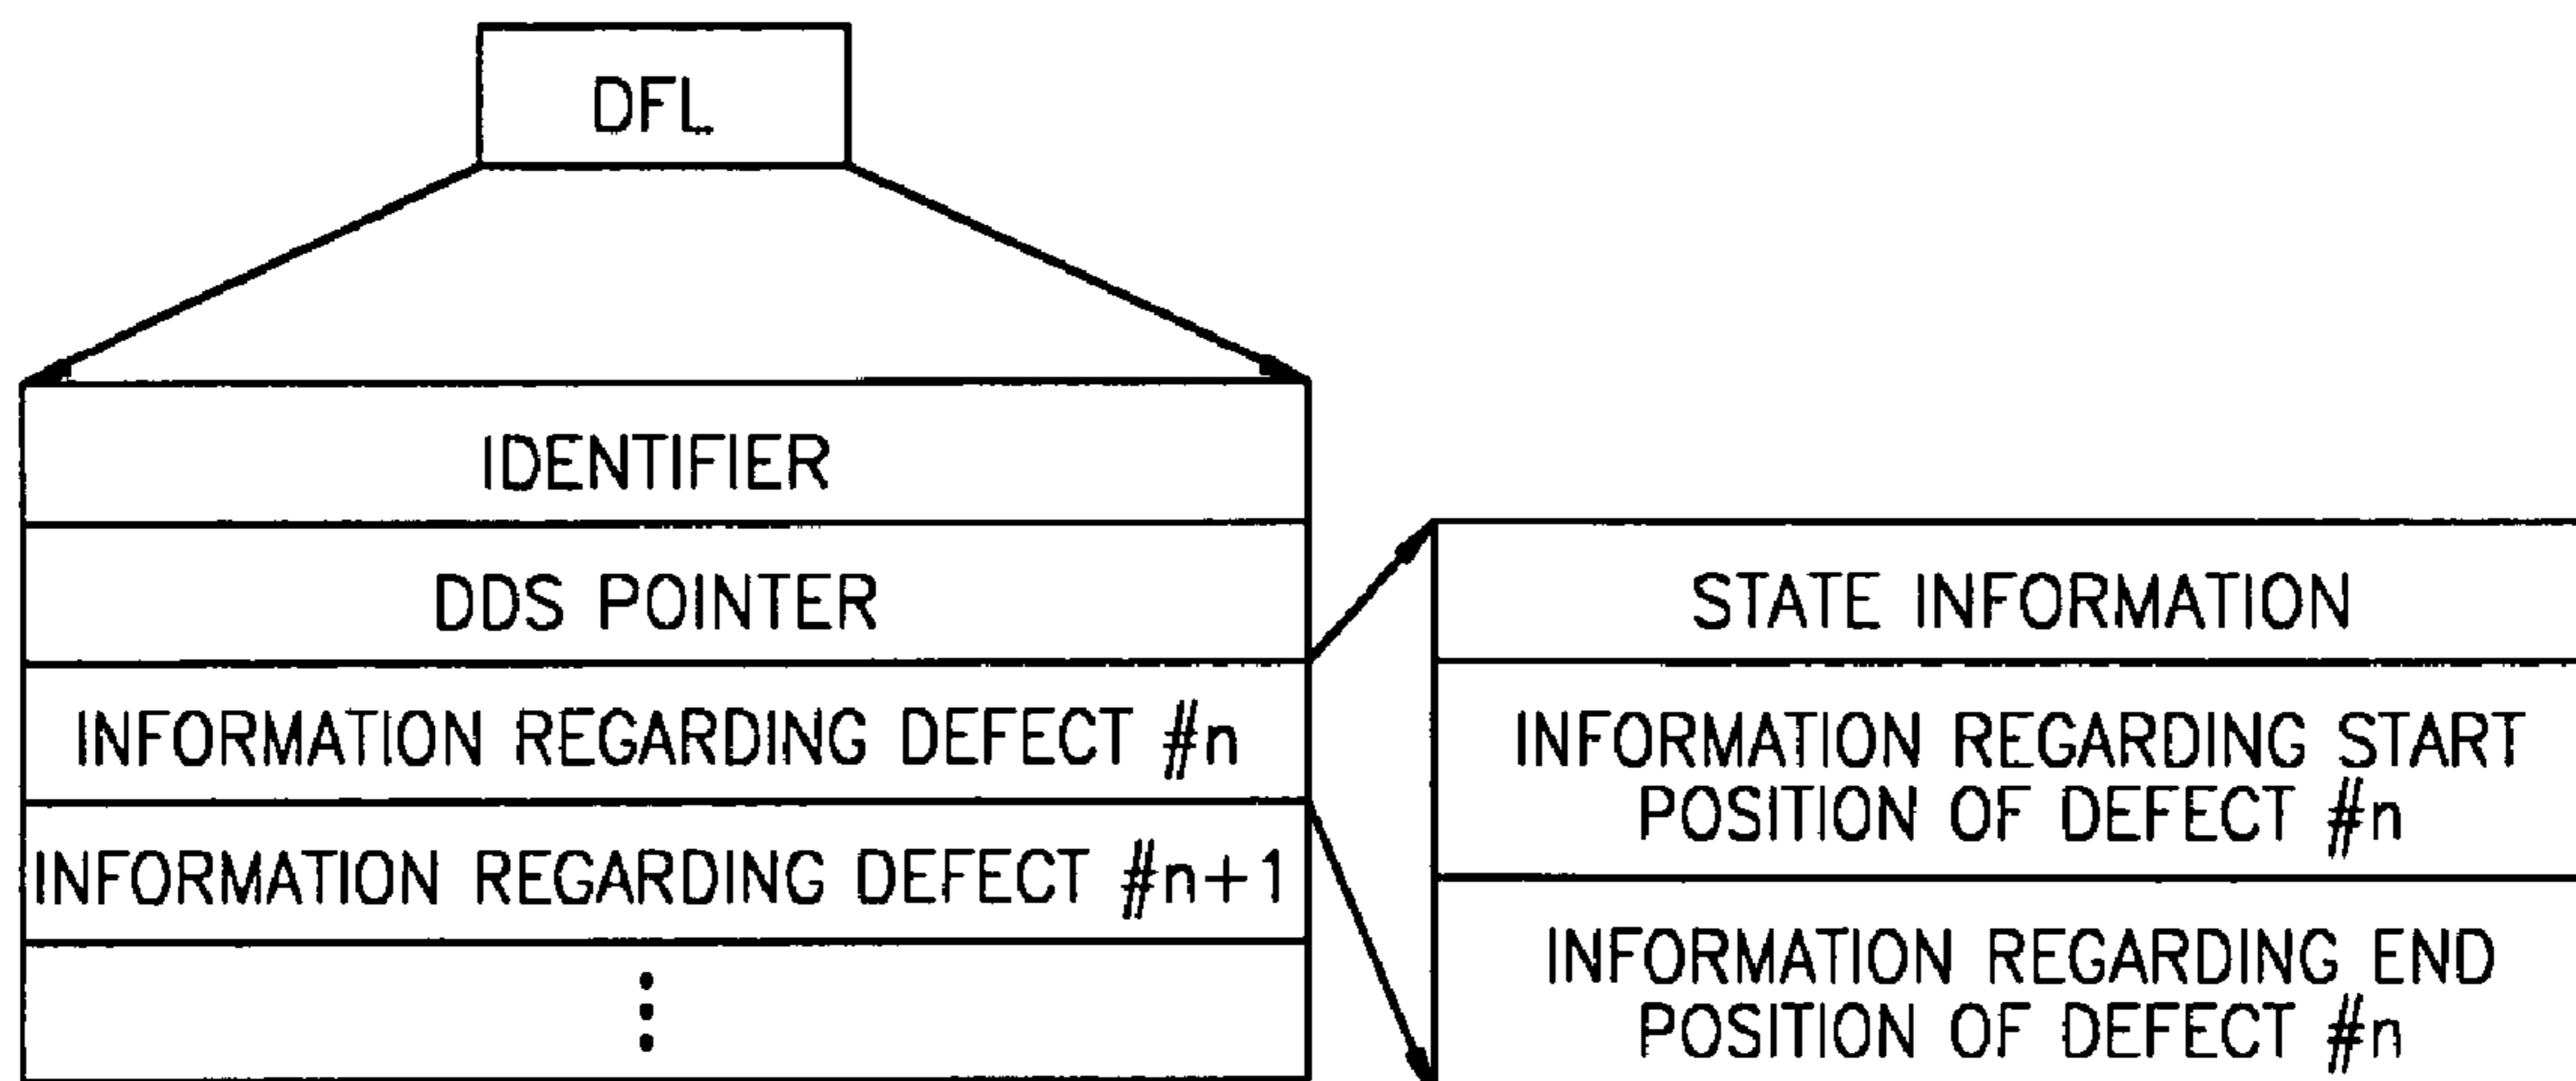 DFL
IDENTIFIER
DDS POINTER
INFORMATION REGARDING DEFECT #n
INFORMATION REGARDING DEFECT #n+1
⋮
STATE INFORMATION
INFORMATION REGARDING START
POSITION OF DEFECT #n
INFORMATION REGARDING END
POSITION OF DEFECT #n